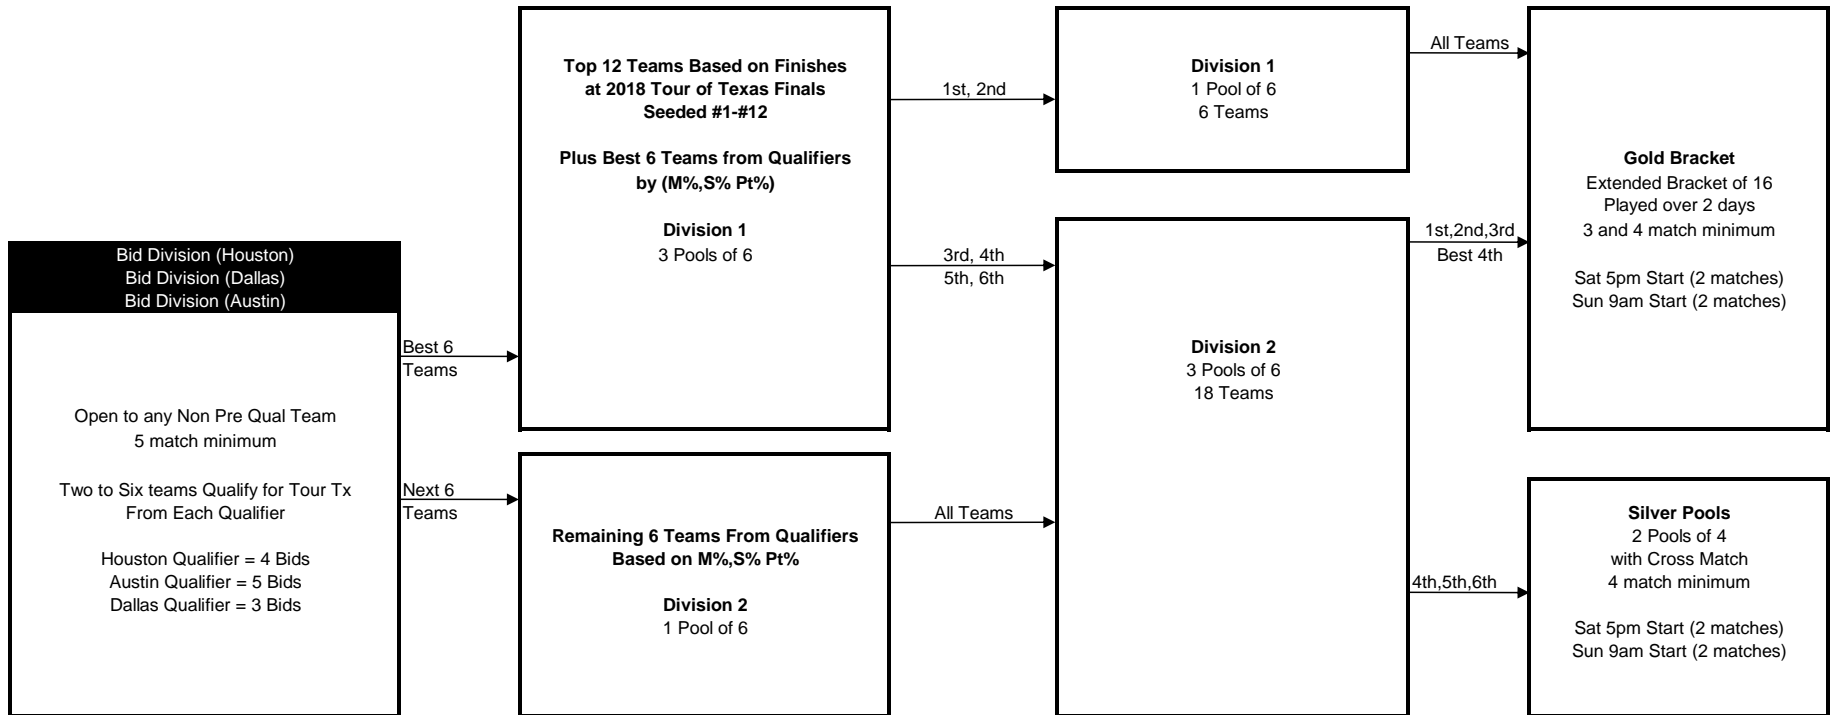 Bid Division (Houston)
Bid Division (Dallas)
Bid Division (Austin)
Open to any Non Pre Qual Team
5 match minimum
Two to Six teams Qualify for Tour Tx
From Each Qualifier
Houston Qualifier = 4 Bids
Austin Qualifier = 5 Bids
Dallas Qualifier = 3 Bids
Best 6
Teams
Next 6
Teams
Top 12 Teams Based on Finishes
at 2018 Tour of Texas Finals
Seeded #1-#12
Plus Best 6 Teams from Qualifiers
by (M%,S% Pt%)
Division 1
3 Pools of 6
Remaining 6 Teams From Qualifiers
Based on M%,S% Pt%
Division 2
1 Pool of 6
1st, 2nd
3rd, 4th
5th, 6th
All Teams
Division 1
1 Pool of 6
6 Teams
Division 2
3 Pools of 6
18 Teams
All Teams
1st,2nd,3rd
Best 4th
4th,5th,6th
Gold Bracket
Extended Bracket of 16
Played over 2 days
3 and 4 match minimum
Sat 5pm Start (2 matches)
Sun 9am Start (2 matches)
Silver Pools
2 Pools of 4
with Cross Match
4 match minimum
Sat 5pm Start (2 matches)
Sun 9am Start (2 matches)